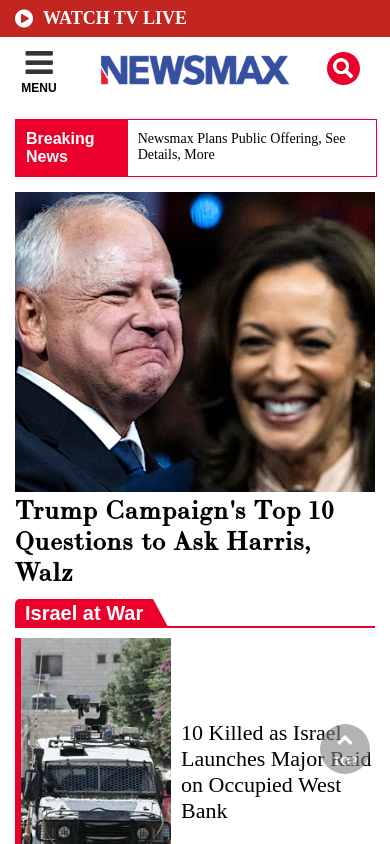 WATCH TV LIVE
MENU
NEWSMAX
Breaking
News
Newsmax Plans Public Offering, See
Details, More
Trump Campaign's Top 10
Questions to Ask Harris,
Walz
Israel at War
10 Killed as Israel
Launches Major Raid
on Occupied West
Bank